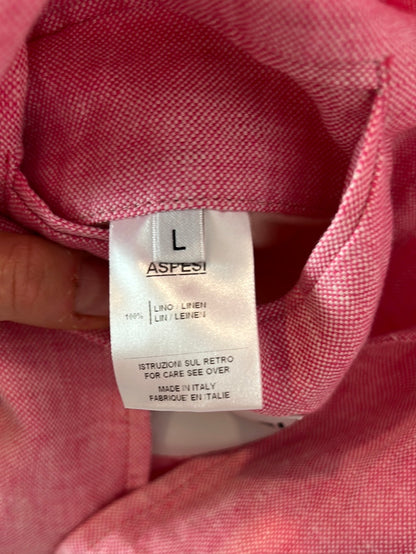 L
ASPESI
100% LINO / LINEN
LIN / LEINEN
ISTRUZIONI SUL RETRO
FOR CARE SEE OVER
MADE IN ITALY
FABRIQUE' EN ITALIE